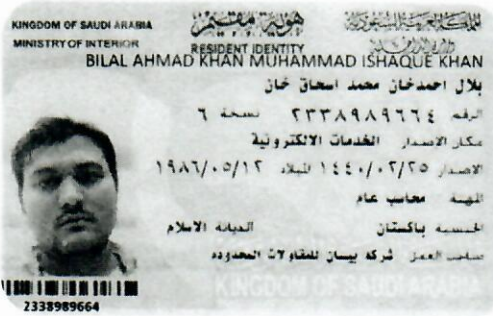 KINGDOM OF SAUDI ARABIA هوية مقيم المملكة العربية السعودية
MINISTRY OF INTERIOR RESIDENT IDENTITY وزارة الداخلية
BILAL AHMAD KHAN MUHAMMAD ISHAQUE KHAN
بلال احمدخان محمد اسحاق خان
الرقم ٢٣٣٨٩٨٩٦٦٤ نسخة ٦
مكان الاصدار الخدمات الالكترونية
الاصدار ١٤٤٠/٠٢/٢٥ الميلاد ١٩٨٦/٠٥/١٢
المهنة محاسب عام
الجنسية باكستان الديانة الاسلام
صاحب العمل شركه بيسان للمقاولات المحدوده
KINGDOM OF SAUDI ARABIA
2338989664